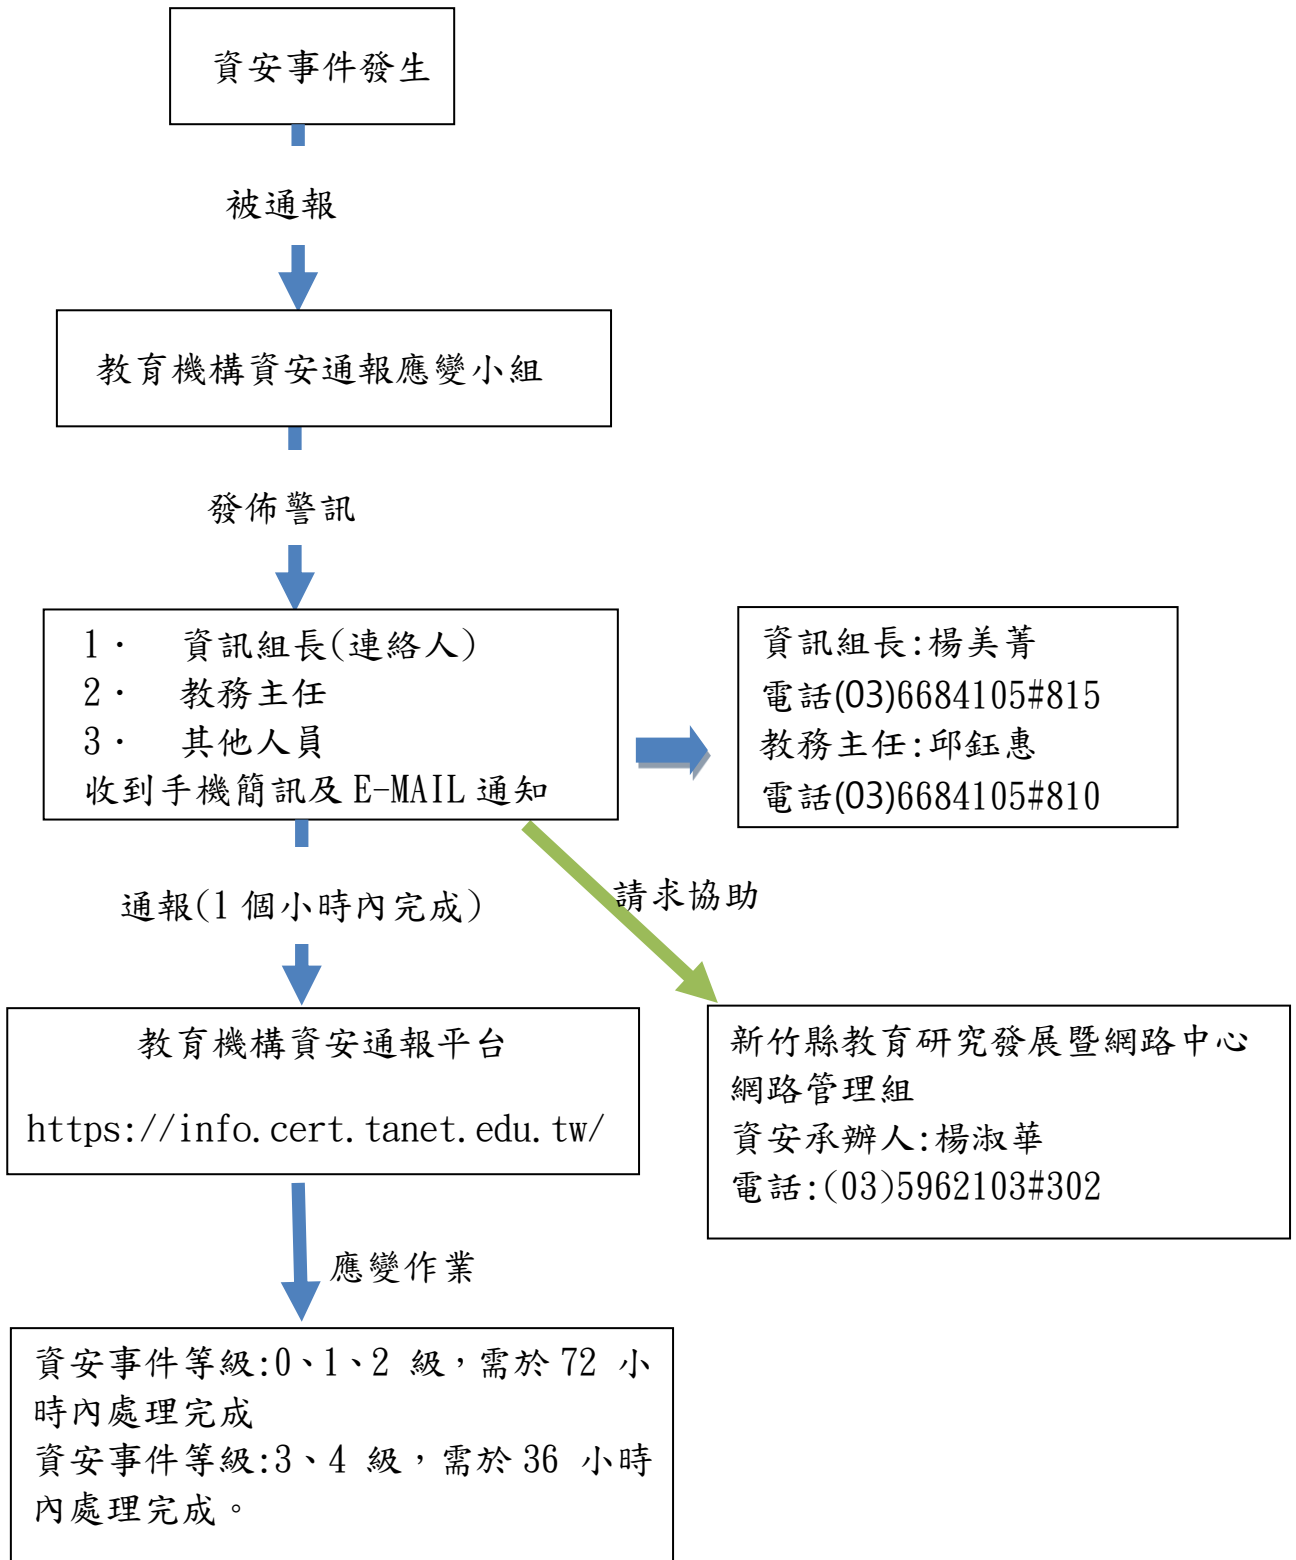 資安事件發生
被通報
教育機構資安通報應變小組
發佈警訊
1. 資訊組長(連絡人)
2. 教務主任
3. 其他人員
收到手機簡訊及 E-MAIL 通知
資訊組長:楊美菁
電話(03)6684105#815
教務主任:邱鈺惠
電話(03)6684105#810
通報(1 個小時內完成)
請求協助
教育機構資安通報平台
https://info.cert.tanet.edu.tw/
新竹縣教育研究發展暨網路中心
網路管理組
資安承辦人:楊淑華
電話:(03)5962103#302
應變作業
資安事件等級:0、1、2 級，需於 72 小
時內處理完成
資安事件等級:3、4 級，需於 36 小時
內處理完成。